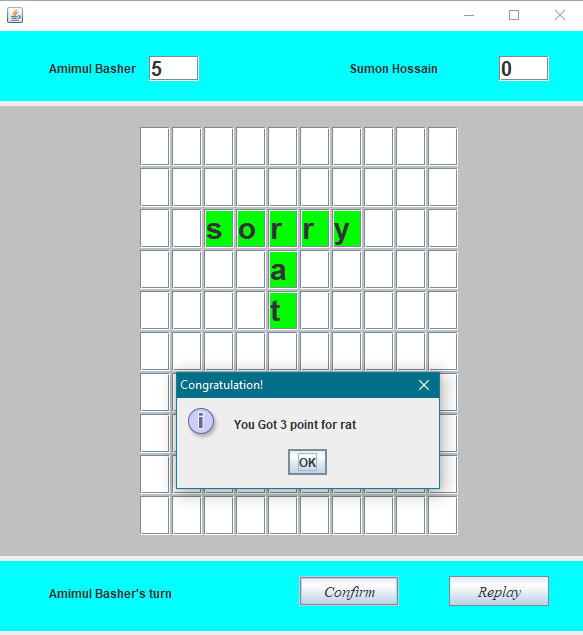 Amimul Basher 5 Sumon Hossain 0
sorry
a
t
Congratulation!
You Got 3 point for rat
OK
Amimul Basher's turn Confirm Replay